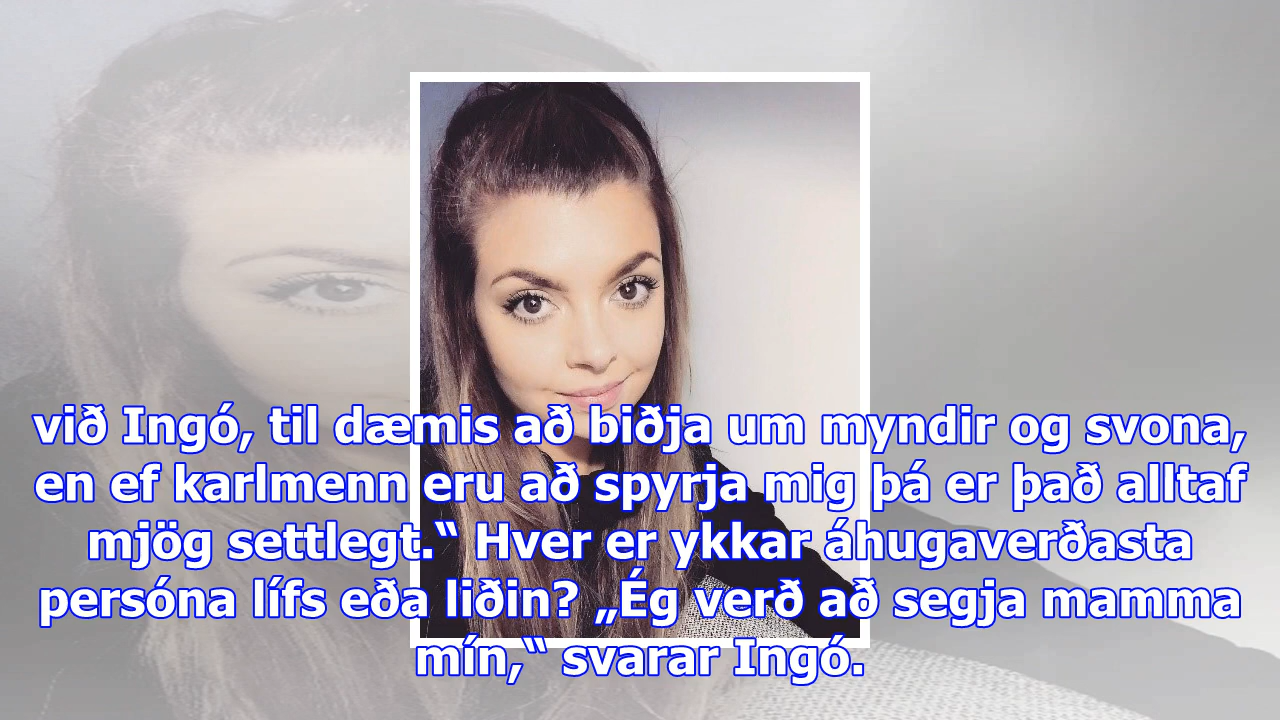 við Ingó, til dæmis að biðja um myndir og svona,
en ef karlmenn eru að spyrja mig þá er það alltaf
mjög settlegt.“ Hver er ykkar áhugaverðasta
persóna lífs eða liðin? „Ég verð að segja mamma
mín,“ svarar Ingó.